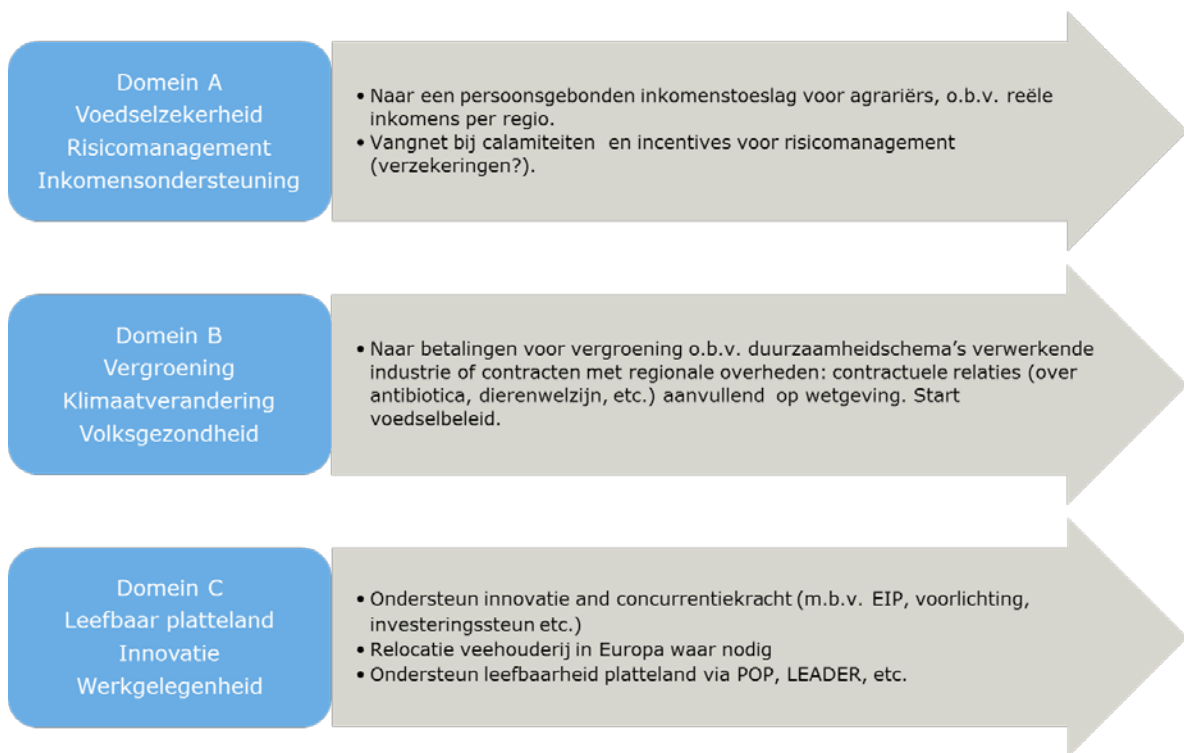 Domein A
Voedselzekerheid
Risicomanagement
Inkomensondersteuning
• Naar een persoonsgebonden inkomenstoeslag voor agrariërs, o.b.v. reële
inkomens per regio.
• Vangnet bij calamiteiten en incentives voor risicomanagement
(verzekeringen?).
Domein B
Vergroening
Klimaatverandering
Volksgezondheid
• Naar betalingen voor vergroening o.b.v. duurzaamheidschema's verwerkende
industrie of contracten met regionale overheden: contractuele relaties (over
antibiotica, dierenwelzijn, etc.) aanvullend op wetgeving. Start
voedselbeleid.
Domein C
Leefbaar platteland
Innovatie
Werkgelegenheid
• Ondersteun innovatie and concurrentiekracht (m.b.v. EIP, voorlichting,
investeringssteun etc.)
• Relocatie veehouderij in Europa waar nodig
• Ondersteun leefbaarheid platteland via POP, LEADER, etc.